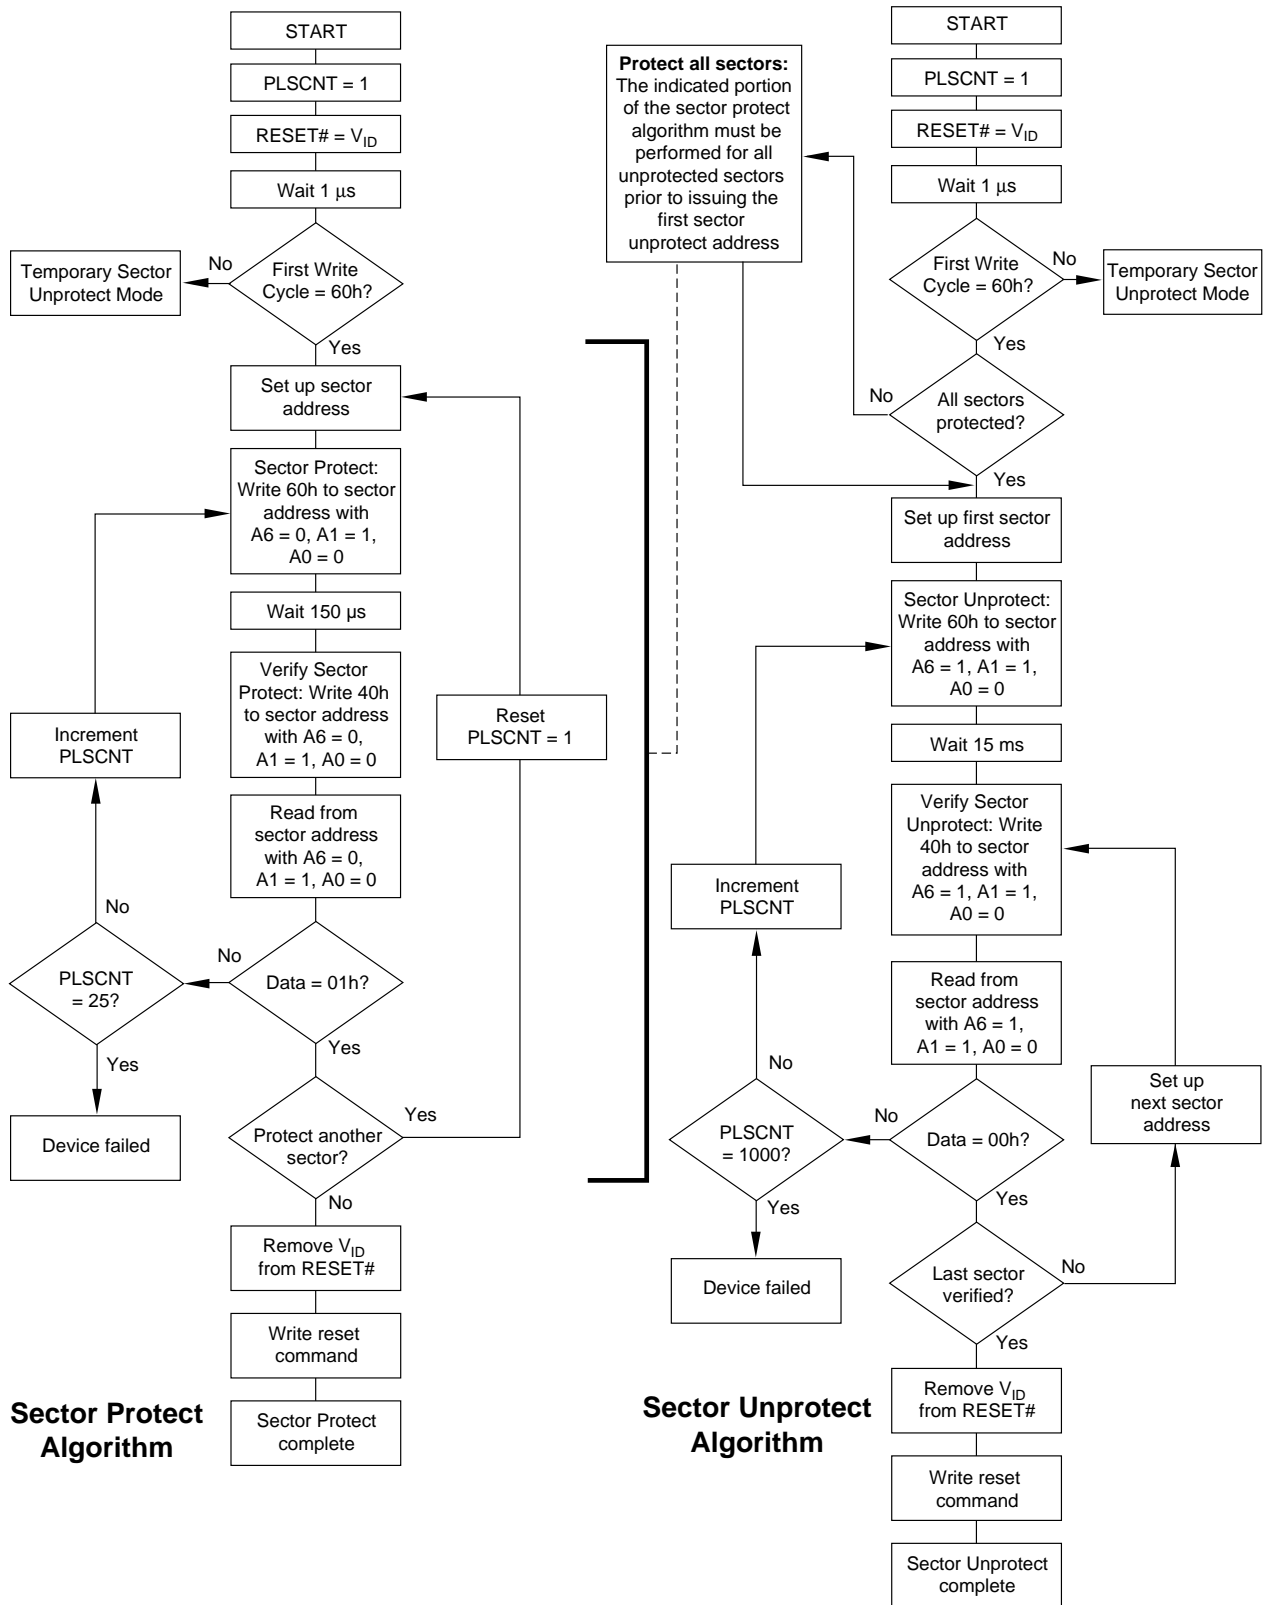 START
PLSCNT = 1
RESET# = VID
Wait 1 μs
First Write
Cycle = 60h?
No
Temporary Sector
Unprotect Mode
Yes
Set up sector
address
Sector Protect:
Write 60h to sector
address with
A6 = 0, A1 = 1,
A0 = 0
Wait 150 µs
Verify Sector
Protect: Write 40h
to sector address
with A6 = 0,
A1 = 1, A0 = 0
Increment
PLSCNT
Reset
PLSCNT = 1
Read from
sector address
with A6 = 0,
A1 = 1, A0 = 0
No
PLSCNT
= 25?
No
Data = 01h?
Yes
Yes
Device failed
Protect another
sector?
Yes
No
Remove VID
from RESET#
Write reset
command
Sector Protect
complete
Sector Protect
Algorithm
Protect all sectors:
The indicated portion
of the sector protect
algorithm must be
performed for all
unprotected sectors
prior to issuing the
first sector
unprotect address
START
PLSCNT = 1
RESET# = VID
Wait 1 μs
First Write
Cycle = 60h?
No
Temporary Sector
Unprotect Mode
Yes
No
All sectors
protected?
Yes
Set up first sector
address
Sector Unprotect:
Write 60h to sector
address with
A6 = 1, A1 = 1,
A0 = 0
Wait 15 ms
Verify Sector
Unprotect: Write
40h to sector
address with
A6 = 1, A1 = 1,
A0 = 0
Increment
PLSCNT
Read from
sector address
with A6 = 1,
A1 = 1, A0 = 0
No
Set up
next sector
address
PLSCNT
= 1000?
No
Data = 00h?
Yes
Yes
Device failed
Last sector
verified?
No
Yes
Remove VID
from RESET#
Write reset
command
Sector Unprotect
complete
Sector Unprotect
Algorithm